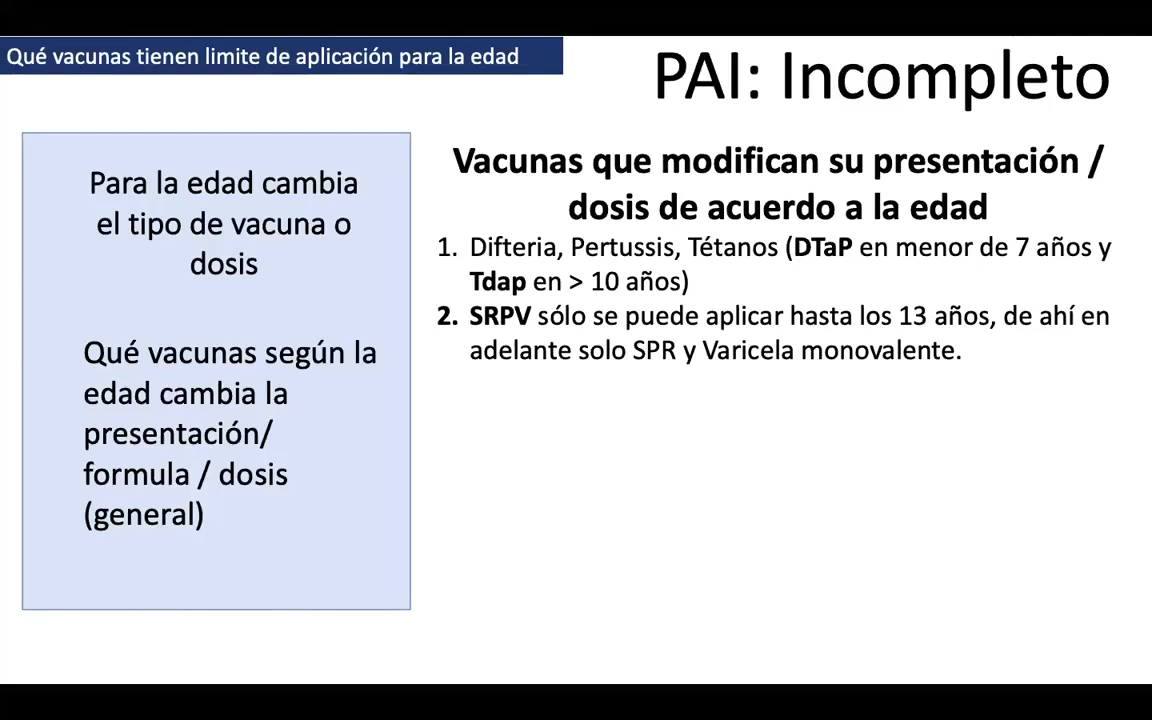 Qué vacunas tienen limite de aplicación para la edad
PAI: Incompleto
Para la edad cambia
el tipo de vacuna o
dosis
Qué vacunas según la
edad cambia la
presentación/
formula / dosis
(general)
Vacunas que modifican su presentación /
dosis de acuerdo a la edad
1. Difteria, Pertussis, Tétanos (DTaP en menor de 7 años y
Tdap en > 10 años)
2. SRPV sólo se puede aplicar hasta los 13 años, de ahí en
adelante solo SPR y Varicela monovalente.